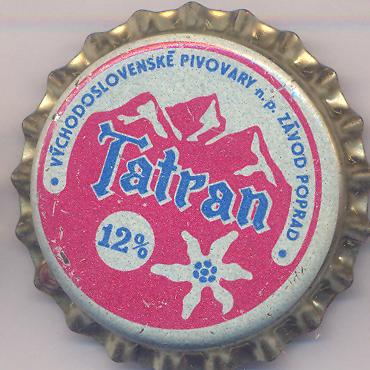 • VÝCHODOSLOVENSKÉ PIVOVARY n.p. ZÁVOD POPRAD •
Tatran
12%